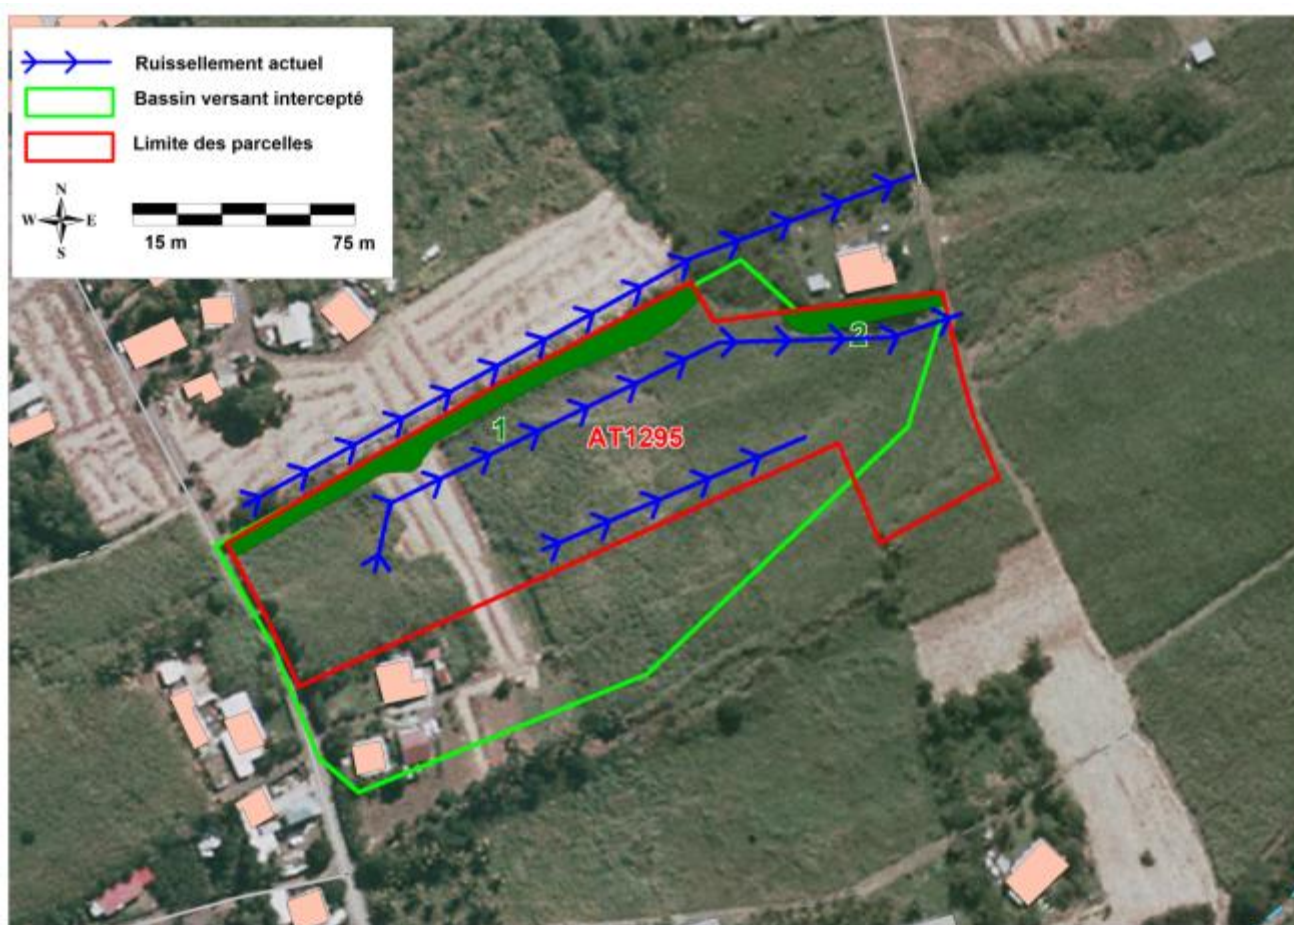 Ruissellement actuel
Bassin versant intercepté
Limite des parcelles
N
W E
S
15 m 75 m
2
1
AT1295